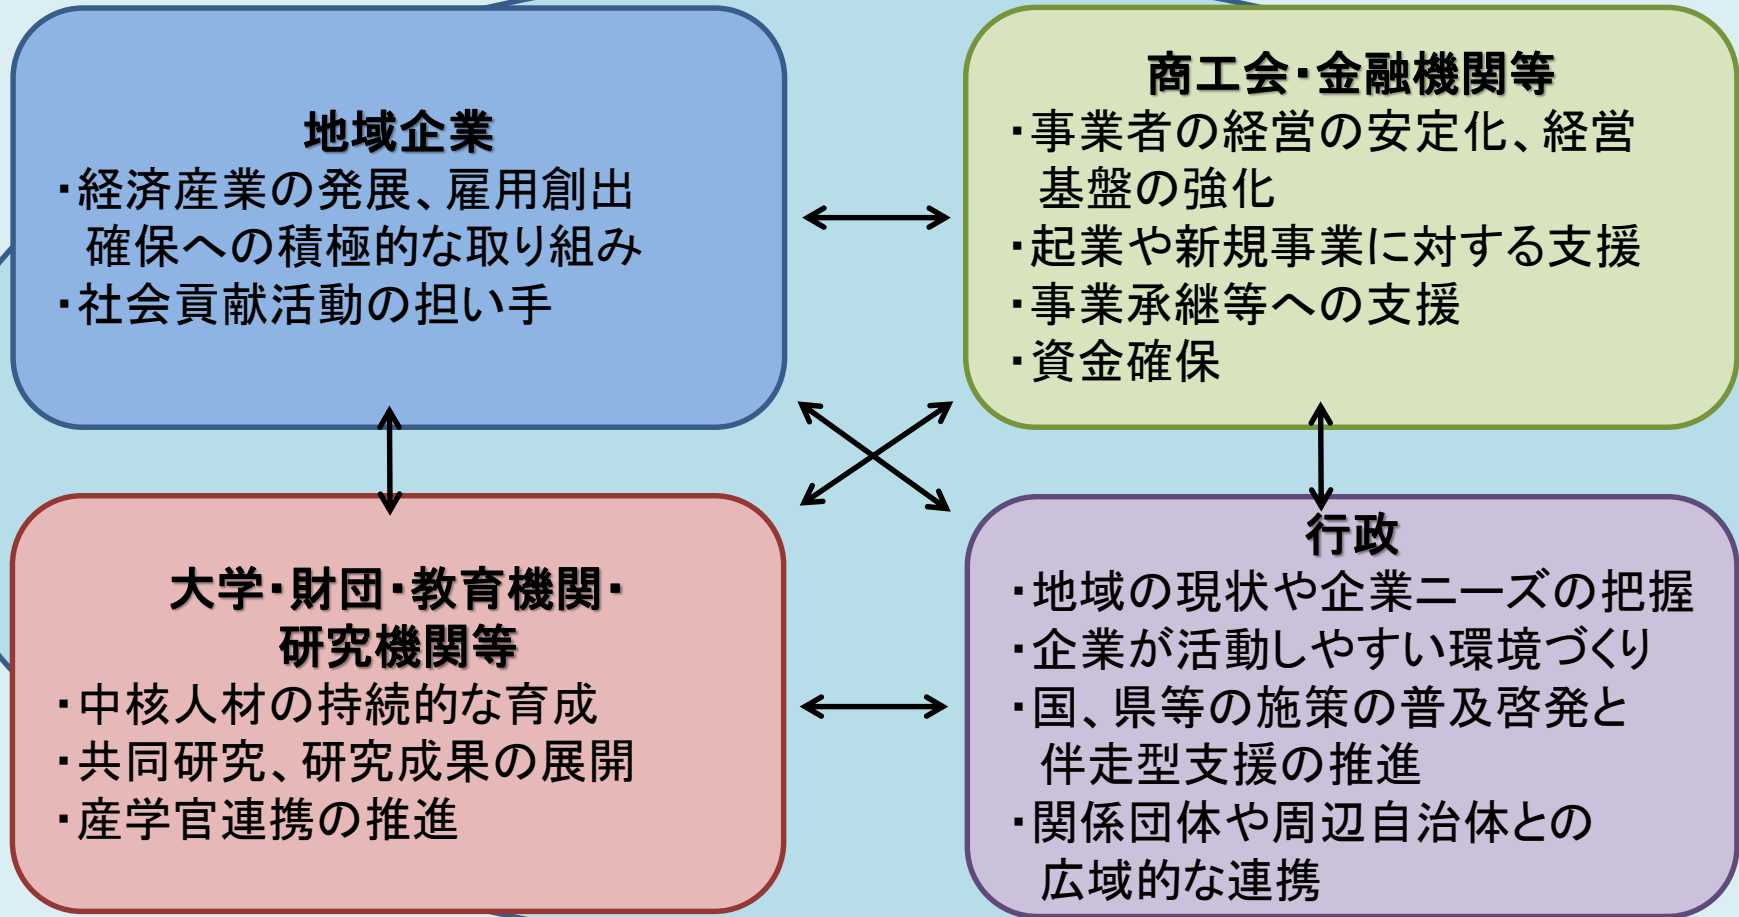 地域企業
・経済産業の発展、雇用創出
確保への積極的な取り組み
・社会貢献活動の担い手
商工会・金融機関等
・事業者の経営の安定化、経営
基盤の強化
・起業や新規事業に対する支援
・事業承継等への支援
・資金確保
大学・財団・教育機関・
研究機関等
・中核人材の持続的な育成
・共同研究、研究成果の展開
・産学官連携の推進
行政
・地域の現状や企業ニーズの把握
・企業が活動しやすい環境づくり
・国、県等の施策の普及啓発と
伴走型支援の推進
・関係団体や周辺自治体との
広域的な連携